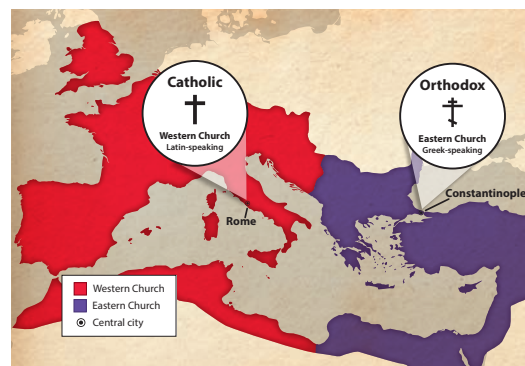 Catholic
Western Church
Latin-speaking
Orthodox
Eastern Church
Greek-speaking
Constantinople
Rome
Western Church
Eastern Church
Central city